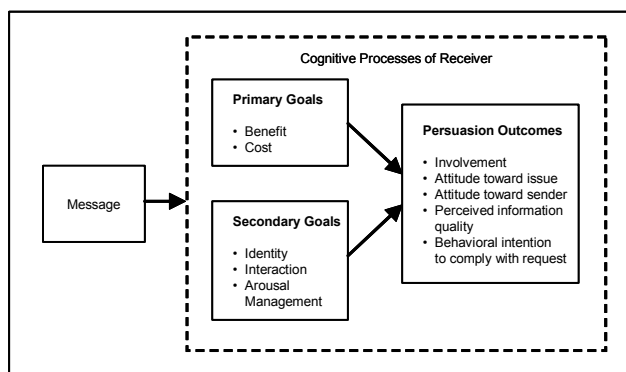 Cognitive Processes of Receiver
Primary Goals
• Benefit
• Cost
Message
Secondary Goals
• Identity
• Interaction
• Arousal
Management
Persuasion Outcomes
• Involvement
• Attitude toward issue
• Attitude toward sender
• Perceived information
quality
• Behavioral intention
to comply with request